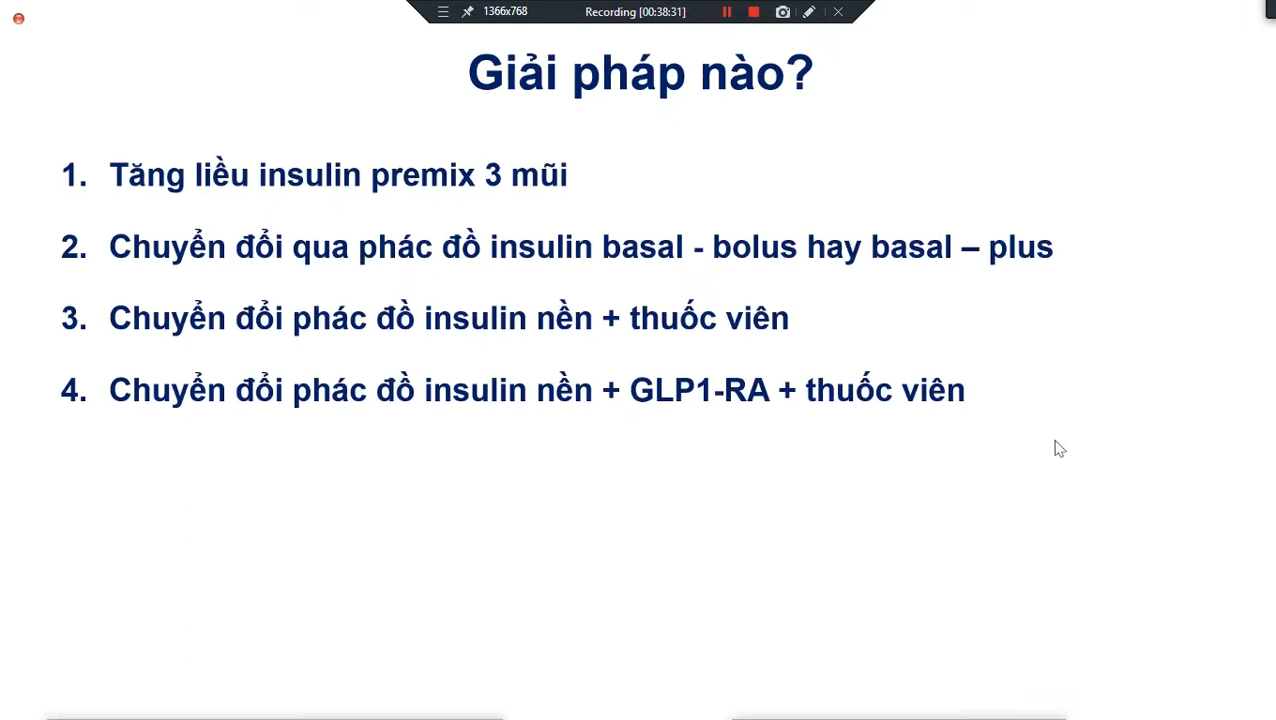 1366x768
Recording [00:38:31]
Giải pháp nào?
1. Tăng liều insulin premix 3 mũi
2. Chuyển đổi qua phác đồ insulin basal - bolus hay basal – plus
3. Chuyển đổi phác đồ insulin nền + thuốc viên
4. Chuyển đổi phác đồ insulin nền + GLP1-RA + thuốc viên